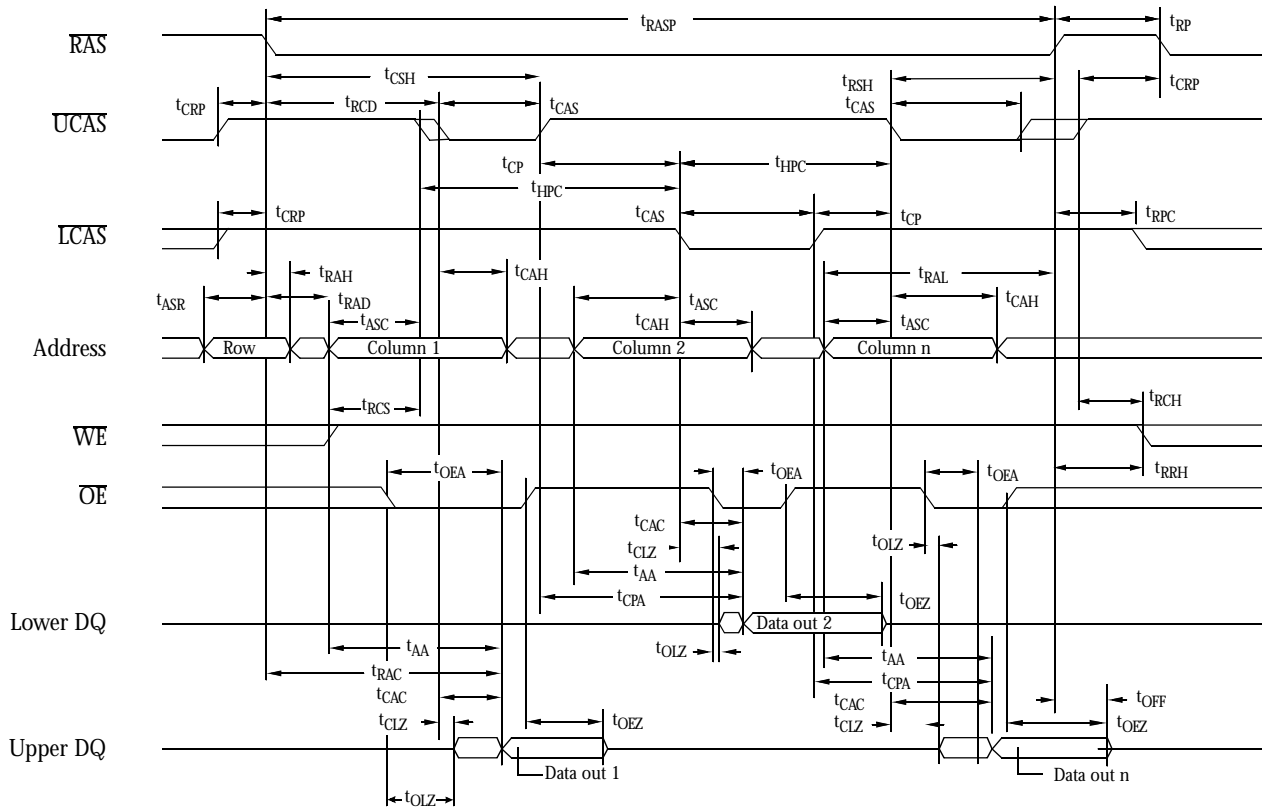 tRASP
tRP
RAS
tCSH
tRSH
tCRP
tCRP
tRCD
tCAS
tCAS
UCAS
tCP
tHPC
tHPC
tCRP
tCAS
tCP
tRPC
LCAS
tRAH
tCAH
tRAL
tASR
tRAD
tASC
tCAH
tASC
tCAH
tASC
Address
Row
Column 1
Column 2
Column n
tRCS
tRCH
WE
tOEA
tOEA
tOEA
tRRH
OE
tCAC
tCLZ
tOLZ
tAA
tCPA
tOEZ
Lower DQ
Data out 2
tAA
tOLZ
tAA
tRAC
tCPA
tCAC
tCAC
tOFF
tCLZ
tOEZ
tCLZ
tOEZ
Upper DQ
Data out 1
Data out n
tOLZ